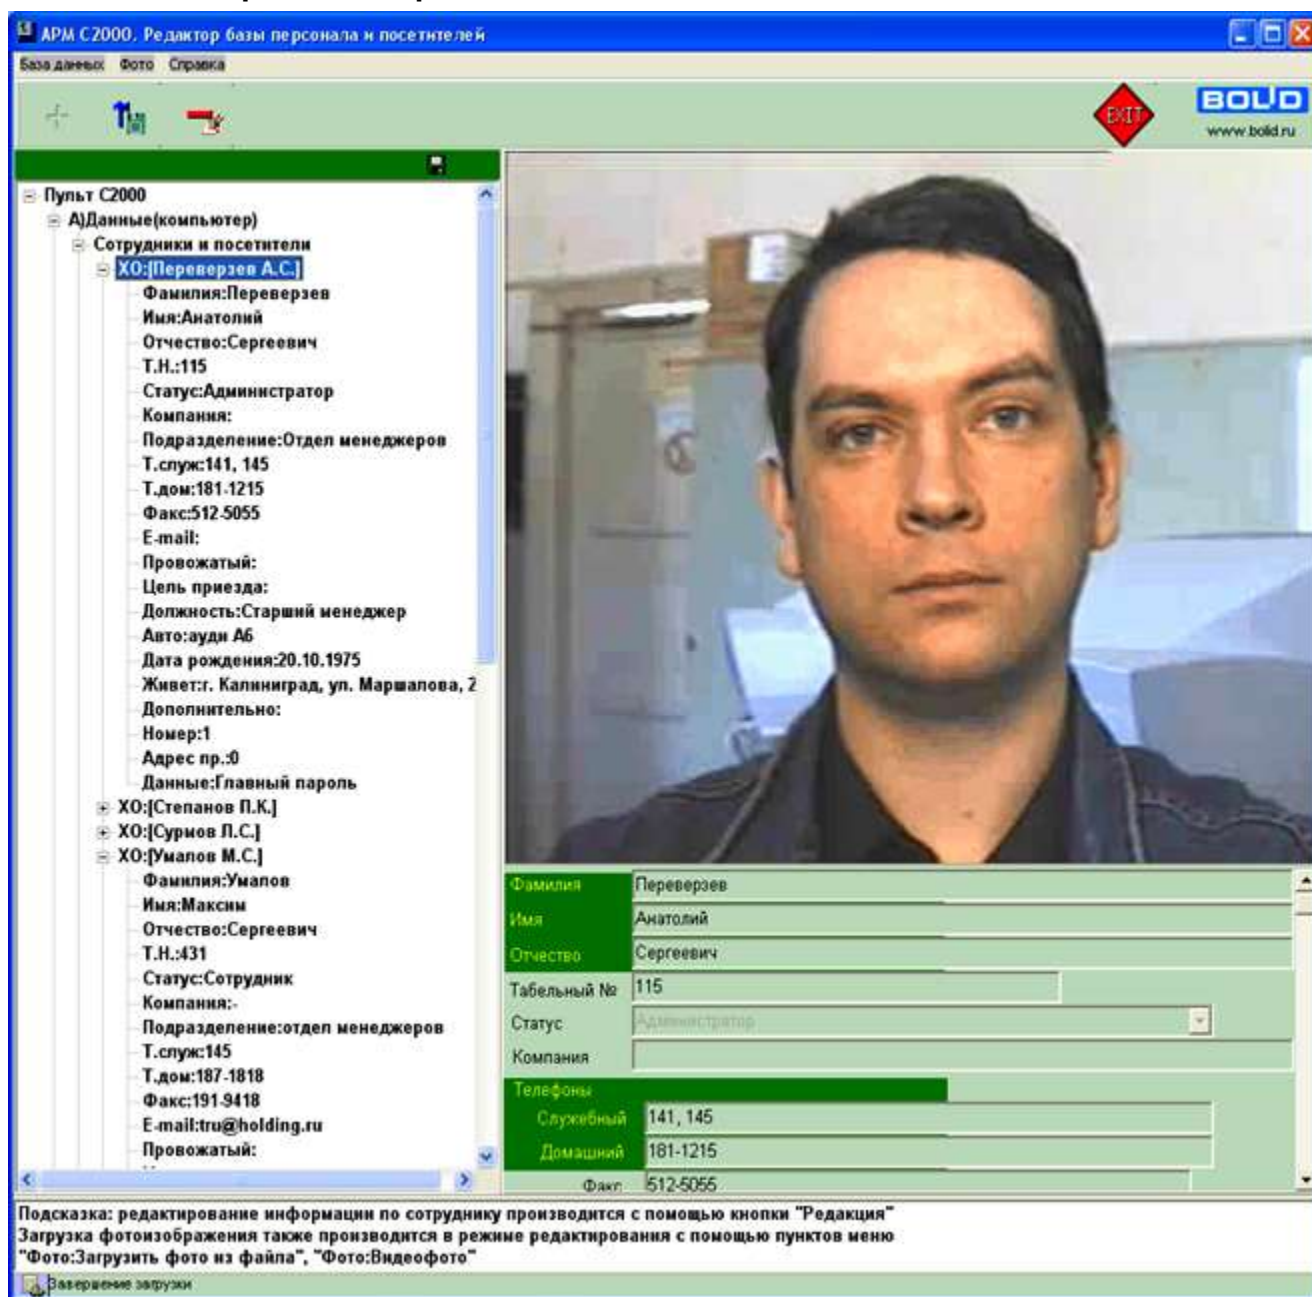 АРМ С2000. Редактор базы персонала и посетителей
База данных Фото Справка
EXIT
BOLID
www.bolid.ru
Пульт С2000
А)Данные(компьютер)
Сотрудники и посетители
ХО:[Переверзев А.С.]
Фамилия:Переверзев
Имя:Анатолий
Отчество:Сергеевич
Т.Н.:115
Статус:Администратор
Компания:
Подразделение:Отдел менеджеров
Т.служ:141, 145
Т.дом:181-1215
Факс:512-5055
E-mail:
Провожатый:
Цель приезда:
Должность:Старший менеджер
Авто:ауди А6
Дата рождения:20.10.1975
Живет:г. Калиниград, ул. Маршалова, 2
Дополнительно:
Номер:1
Адрес пр.:0
Данные:Главный пароль
ХО:[Степанов П.К.]
ХО:[Сурмов Л.С.]
ХО:[Умалов М.С.]
Фамилия:Умалов
Имя:Максим
Отчество:Сергеевич
Т.Н.:431
Статус:Сотрудник
Компания:-
Подразделение:отдел менеджеров
Т.служ:145
Т.дом:187-1818
Факс:191-9418
E-mail:tru@holding.ru
Провожатый:
Фамилия Переверзев
Имя Анатолий
Отчество Сергеевич
Табельный № 115
Статус Администратор
Компания
Телефоны
Служебный 141, 145
Домашний 181-1215
Факс 512-5055
Подсказка: редактирование информации по сотруднику производится с помощью кнопки "Редакция"
Загрузка фотоизображения также производится в режиме редактирования с помощью пунктов меню
"Фото:Загрузить фото из файла", "Фото:Видеофото"
Завершение загрузки